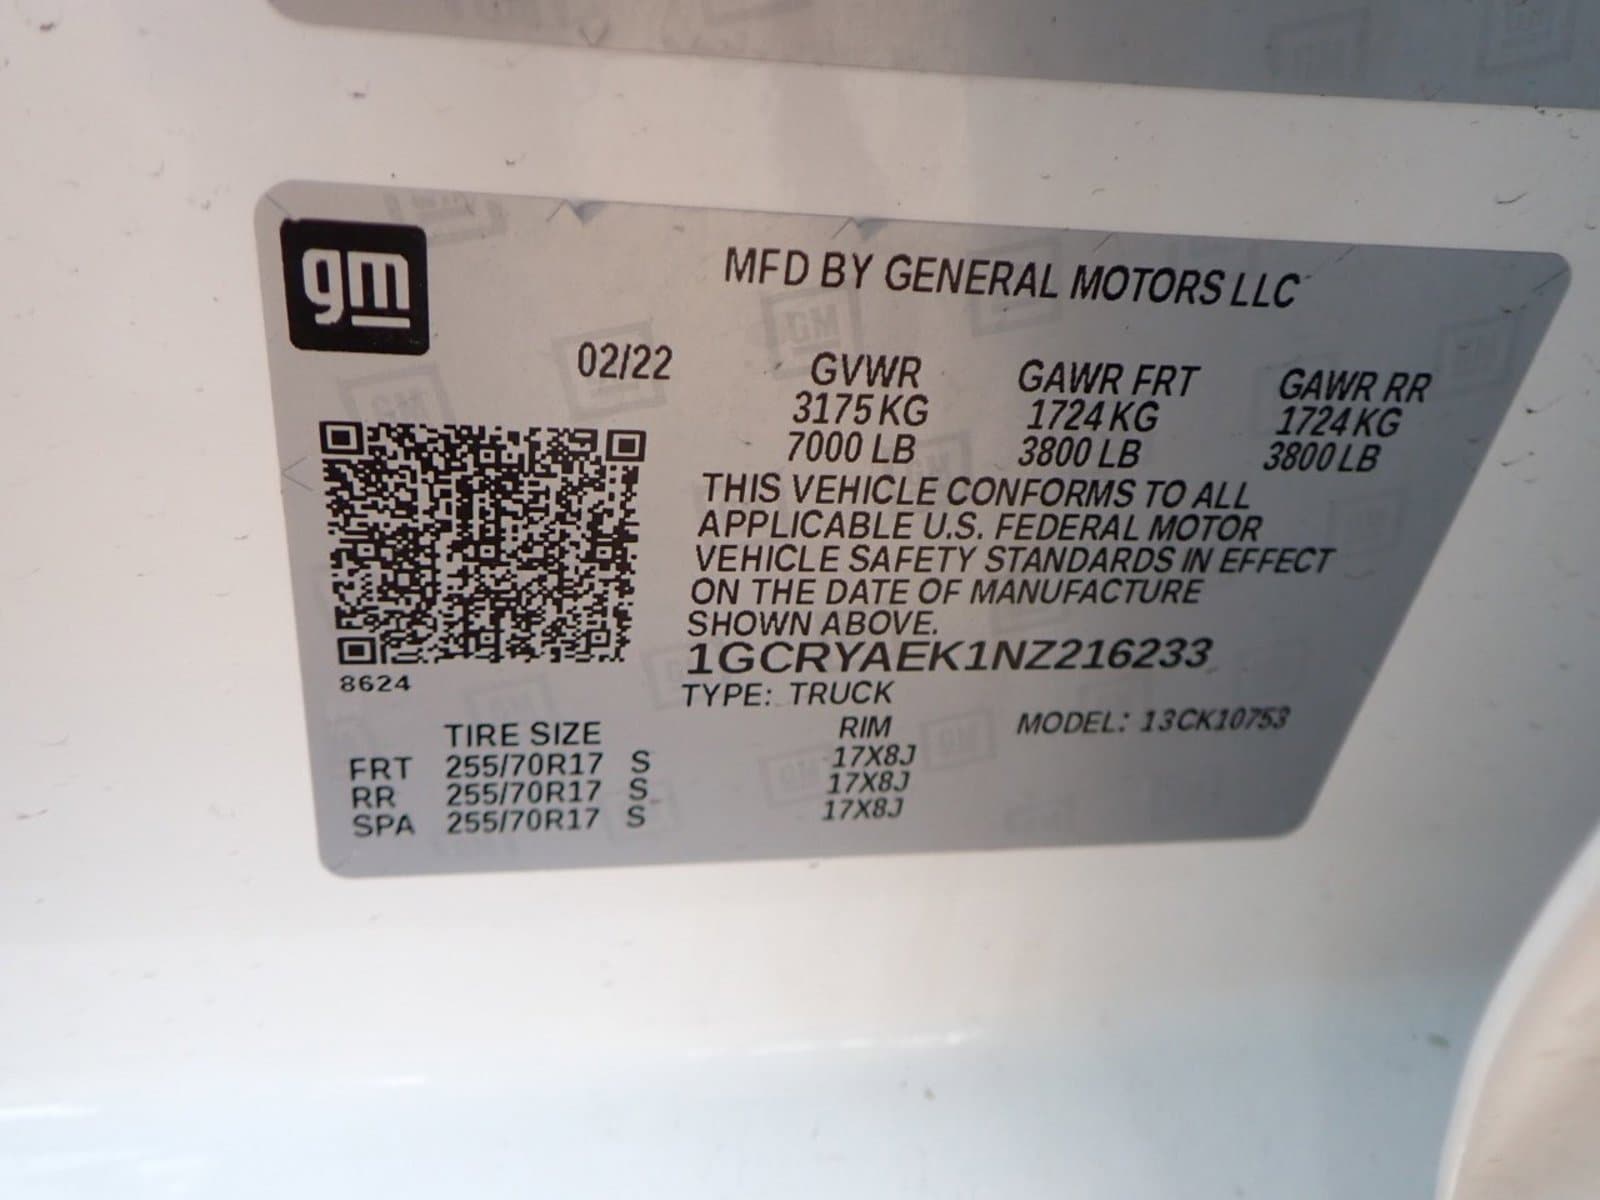 gm
MFD BY GENERAL MOTORS LLC
02/22
GVWR GAWR FRT GAWR RR
3175 KG 1724 KG 1724 KG
7000 LB 3800 LB 3800 LB
THIS VEHICLE CONFORMS TO ALL
APPLICABLE U.S. FEDERAL MOTOR
VEHICLE SAFETY STANDARDS IN EFFECT
ON THE DATE OF MANUFACTURE
SHOWN ABOVE.
1GCRYAEK1NZ216233
8624
TYPE: TRUCK
TIRE SIZE RIM MODEL: 13CK10753
FRT 255/70R17 S 17X8J
RR 255/70R17 S 17X8J
SPA 255/70R17 S 17X8J